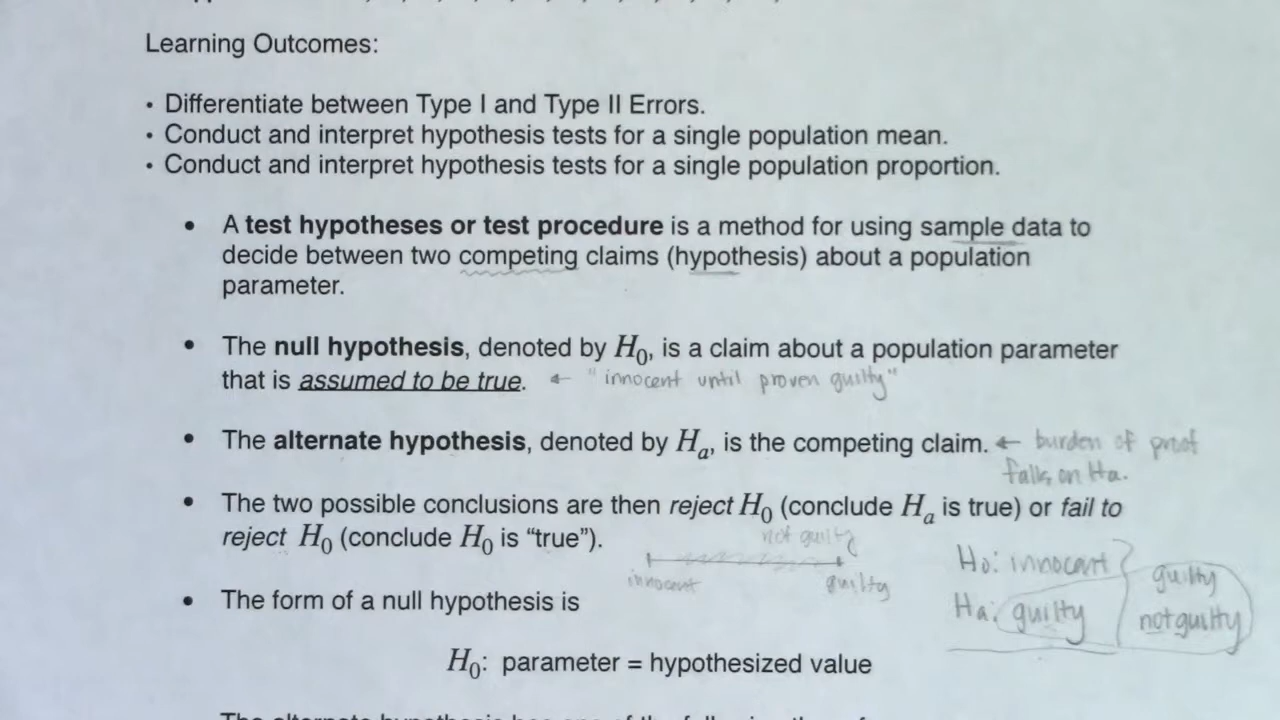 Learning Outcomes:
• Differentiate between Type I and Type II Errors.
• Conduct and interpret hypothesis tests for a single population mean.
• Conduct and interpret hypothesis tests for a single population proportion.
• A test hypotheses or test procedure is a method for using sample data to
decide between two competing claims (hypothesis) about a population
parameter.
• The null hypothesis, denoted by H₀, is a claim about a population parameter
that is assumed to be true. ← "innocent until proven guilty"
• The alternate hypothesis, denoted by Hₐ, is the competing claim. ← burden of proof
falls on Ha.
• The two possible conclusions are then reject H₀ (conclude Hₐ is true) or fail to
reject H₀ (conclude H₀ is “true”).
not guilty
innocent guilty
Ho: innocent
Ha: guilty
guilty
not guilty
• The form of a null hypothesis is
H₀: parameter = hypothesized value